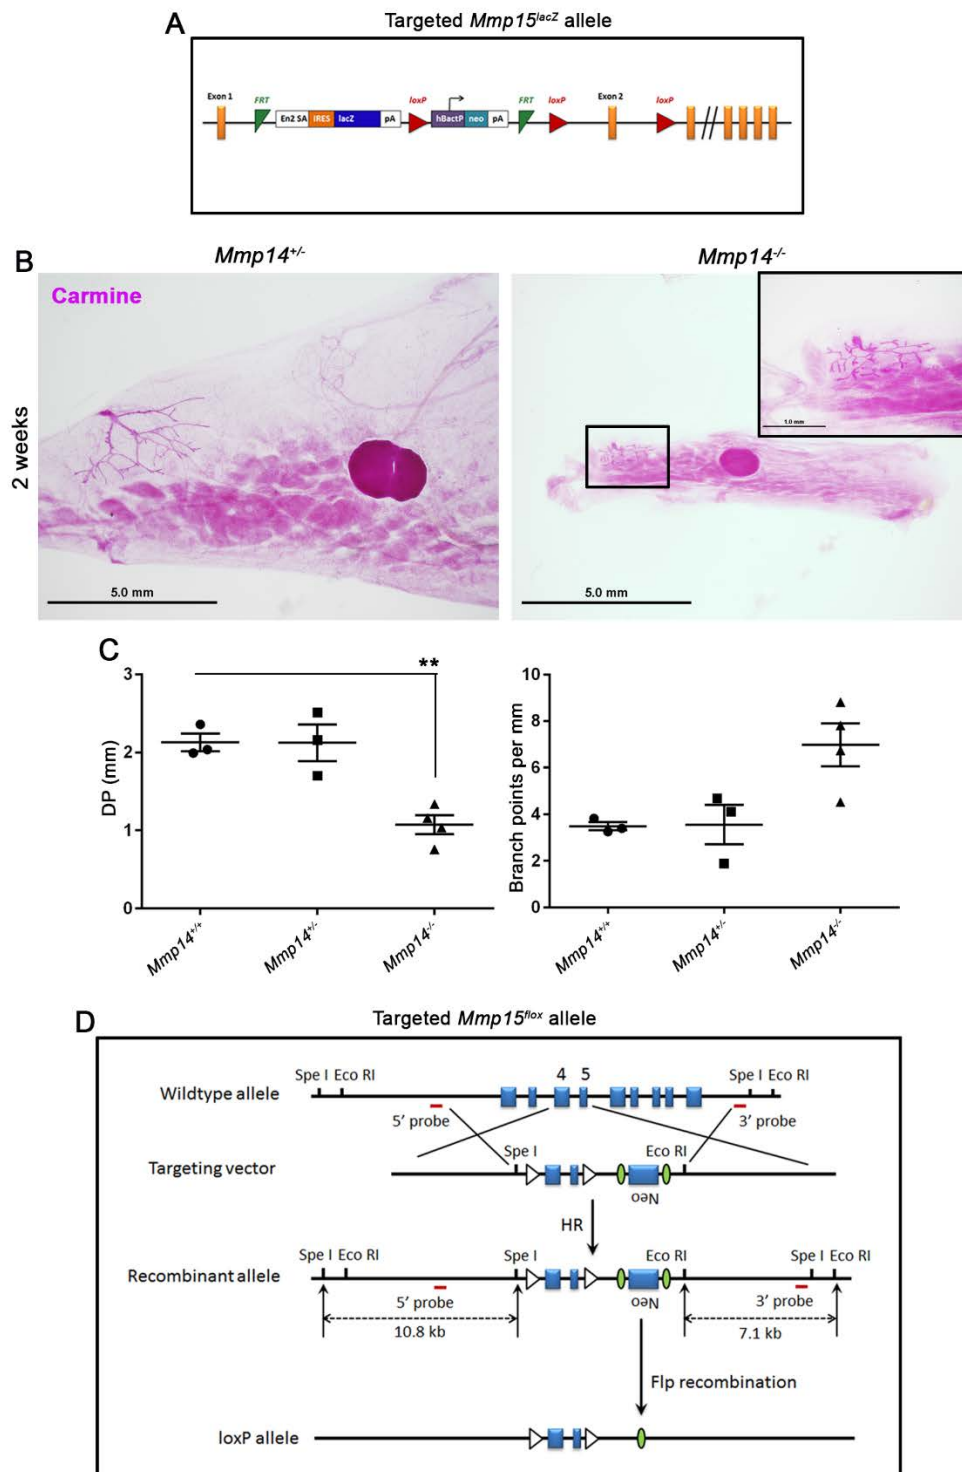 A
Targeted Mmp15lacZ allele
Exon 1
FRT
loxP
FRT
loxP
Exon 2
loxP
En2 SA IRES lacZ pA hBactP neo pA
B
Mmp14+/-
Mmp14-/-
Carmine
2 weeks
1.0 mm
5.0 mm
5.0 mm
C
**
DP (mm)
3
2
1
0
Mmp14+/+
Mmp14+/-
Mmp14-/-
Branch points per mm
10
8
6
4
2
0
Mmp14+/+
Mmp14+/-
Mmp14-/-
D
Targeted Mmp15flox allele
Wildtype allele
Spe I Eco RI
4 5
Spe I Eco RI
5' probe
3' probe
Targeting vector
Spe I
Eco RI
Neo
HR
Recombinant allele
Spe I Eco RI
Spe I
Eco RI
Spe I Eco RI
5' probe
Neo
3' probe
10.8 kb
7.1 kb
Flp recombination
loxP allele